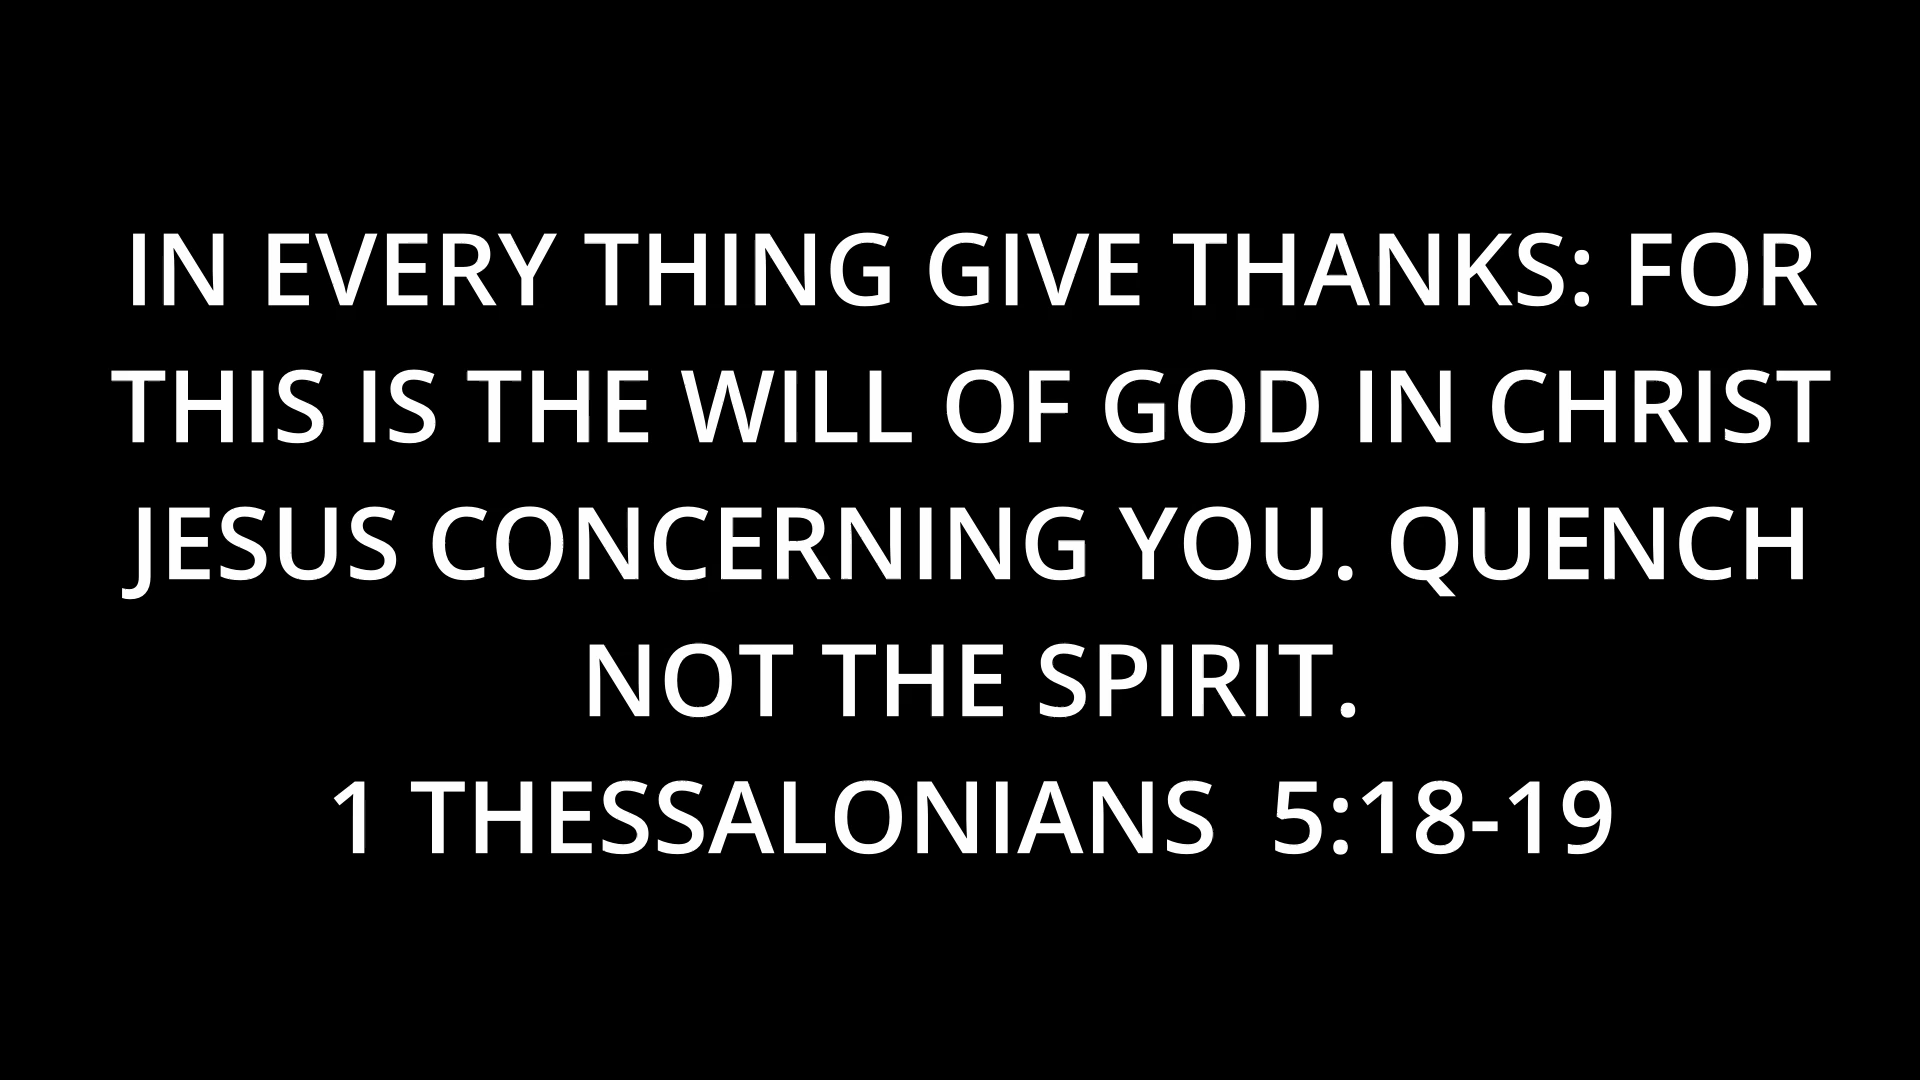 IN EVERY THING GIVE THANKS: FOR
THIS IS THE WILL OF GOD IN CHRIST
JESUS CONCERNING YOU. QUENCH
NOT THE SPIRIT.
1 THESSALONIANS  5:18-19